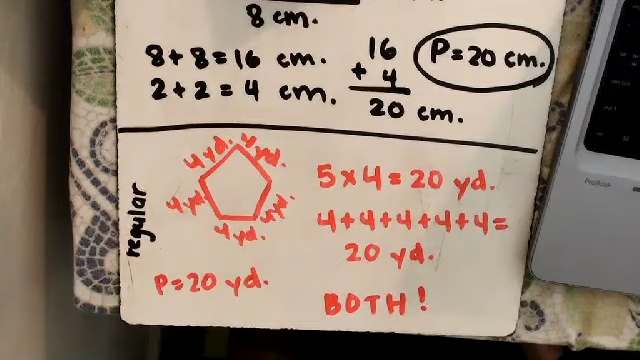 8 cm.
8+8=16 cm.
2+2=4 cm.
16
+ 4
20 cm.
P=20 cm.
regular
4 yd.
4 yd.
4 yd.
4 yd.
4 yd.
P=20 yd.
5x4=20 yd.
4+4+4+4+4=
20 yd.
BOTH!
ProBook